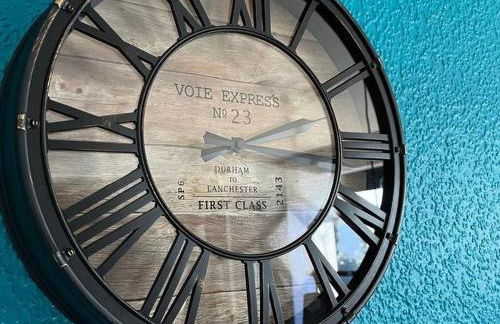 VOIE EXPRESS
Nº 23
DURHAM
TO
LANCHESTER
SP6
2143
FIRST CLASS